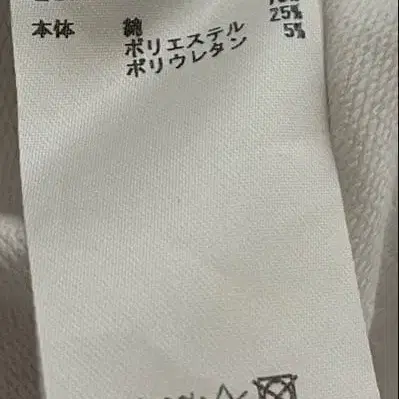 本体 綿
ポリエステル 25%
ポリウレタン 5%